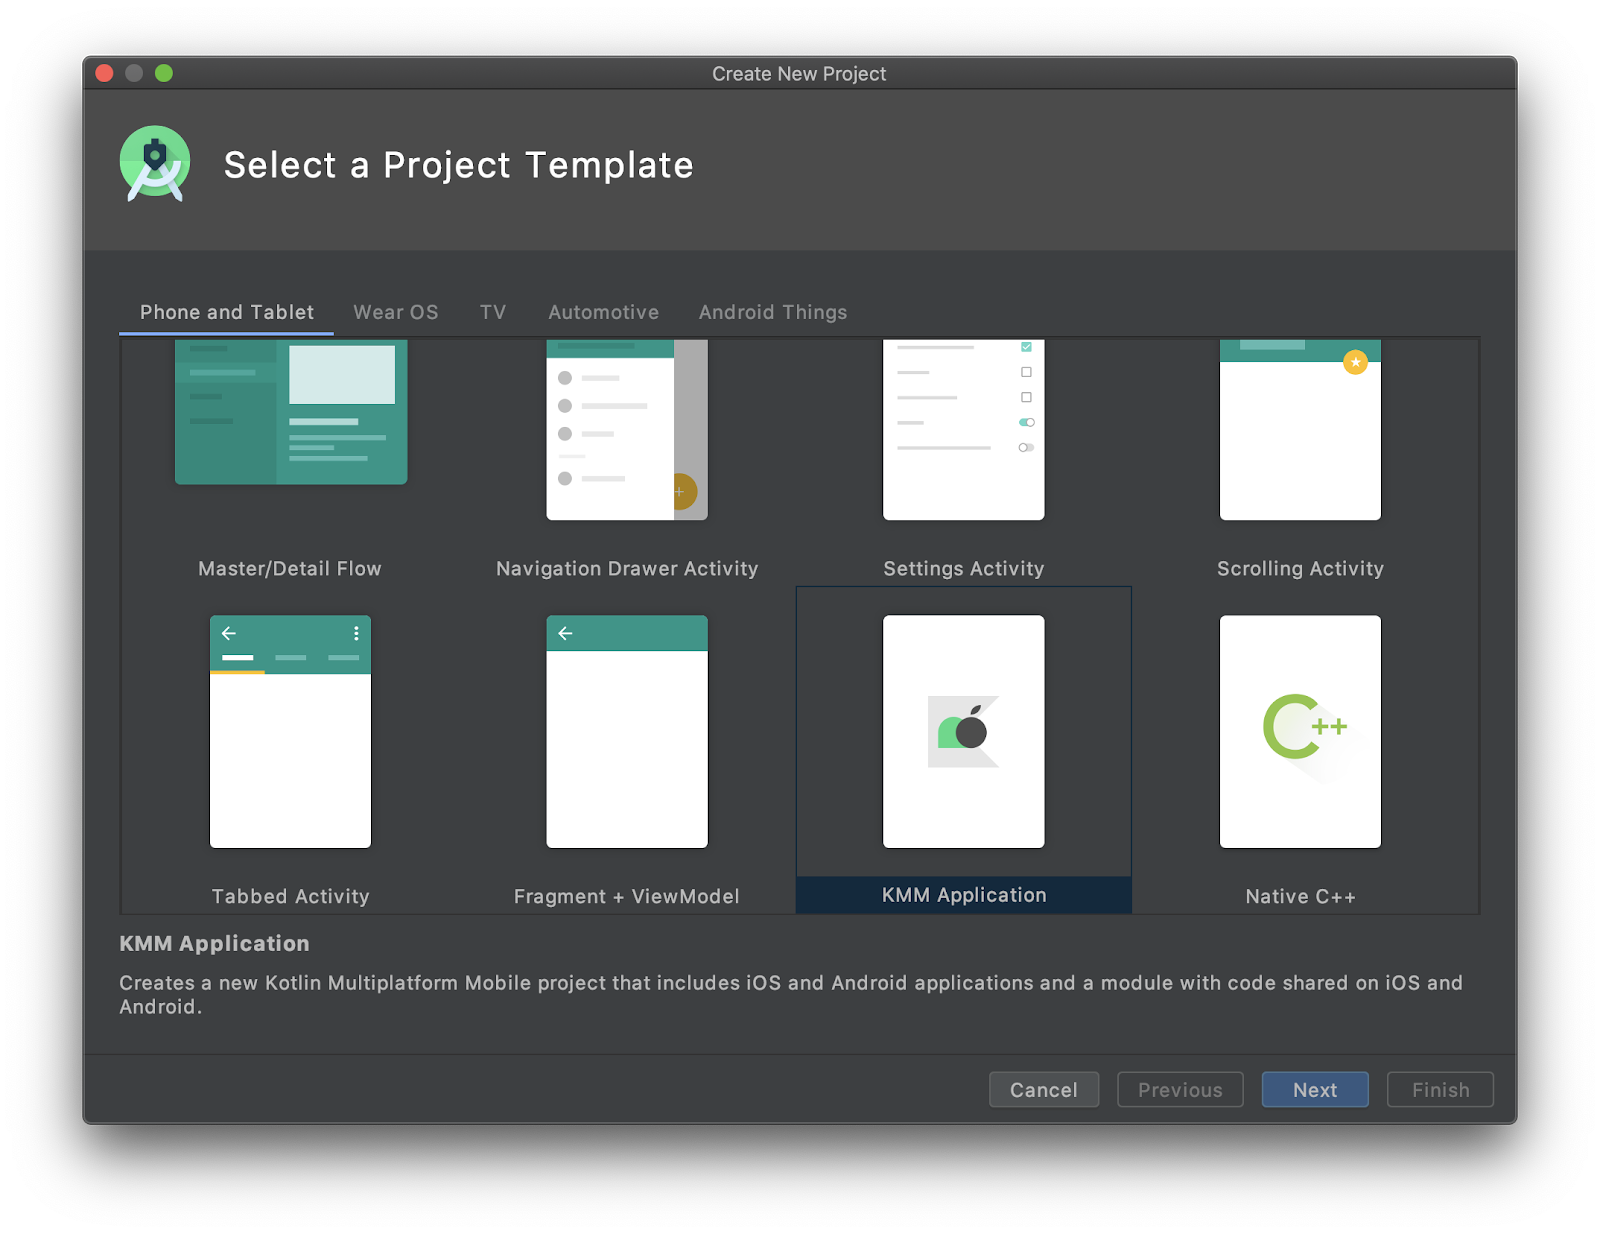 Create New Project
Select a Project Template
Phone and Tablet
Wear OS
TV
Automotive
Android Things
Master/Detail Flow
Navigation Drawer Activity
Settings Activity
Scrolling Activity
Tabbed Activity
Fragment + ViewModel
KMM Application
C++
Native C++
KMM Application
Creates a new Kotlin Multiplatform Mobile project that includes iOS and Android applications and a module with code shared on iOS and
Android.
Cancel
Previous
Next
Finish